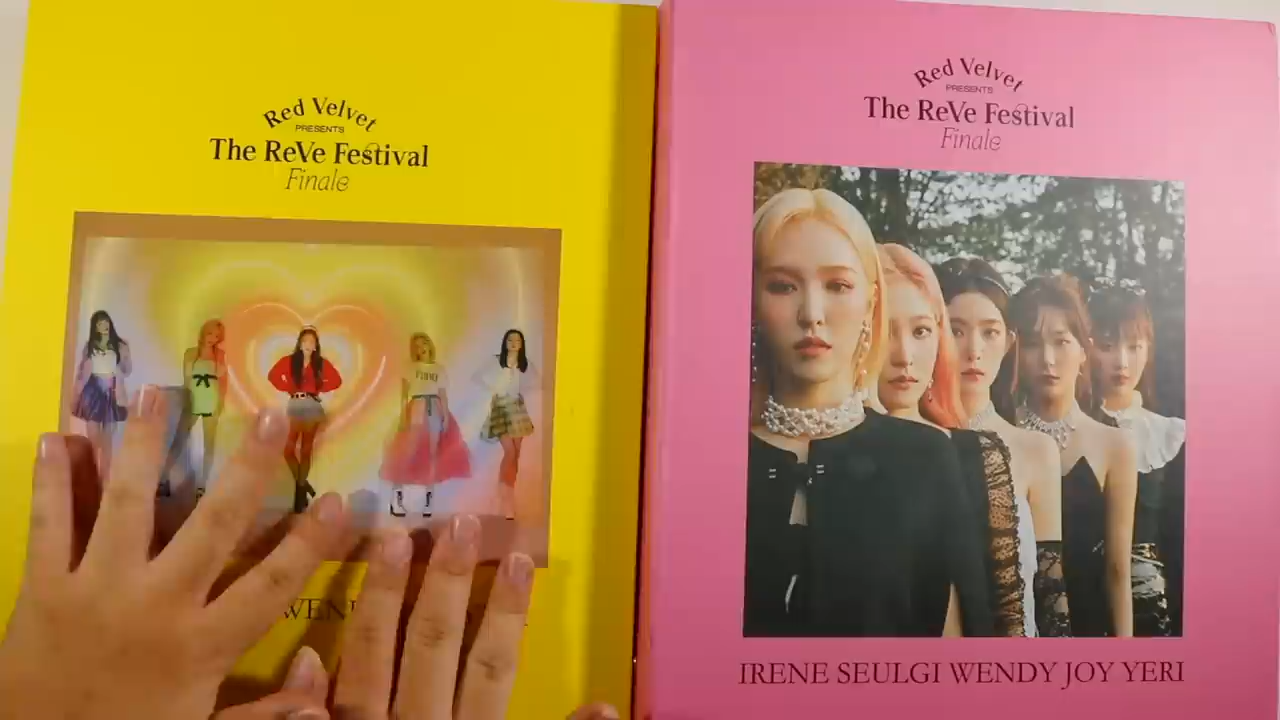 Red Velvet
PRESENTS
The ReVe Festival
Finale
WEN
Red Velvet
PRESENTS
The ReVe Festival
Finale
IRENE SEULGI WENDY JOY YERI